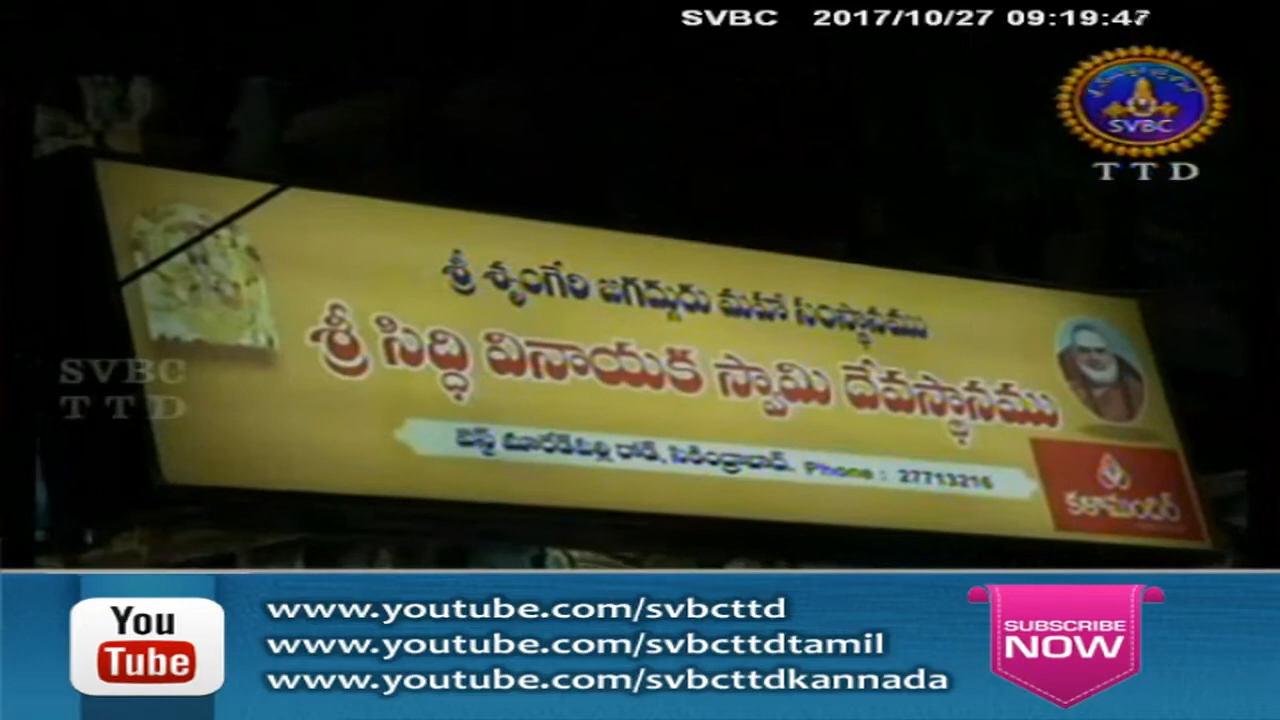 SVBC 2017/10/27 09:19:47
SVBC
TTD
శ్రీ శృంగేరి జగద్గురు మహా సంస్థానము
శ్రీ సిద్ధి వినాయక స్వామి దేవస్థానము
SVBC
TTD
రోడ్, సికింద్రాబాద్. Phone : 27713216
కళామందిర్
You
Tube
www.youtube.com/svbcttd
www.youtube.com/svbcttdtamil
www.youtube.com/svbcttdkannada
SUBSCRIBE
NOW